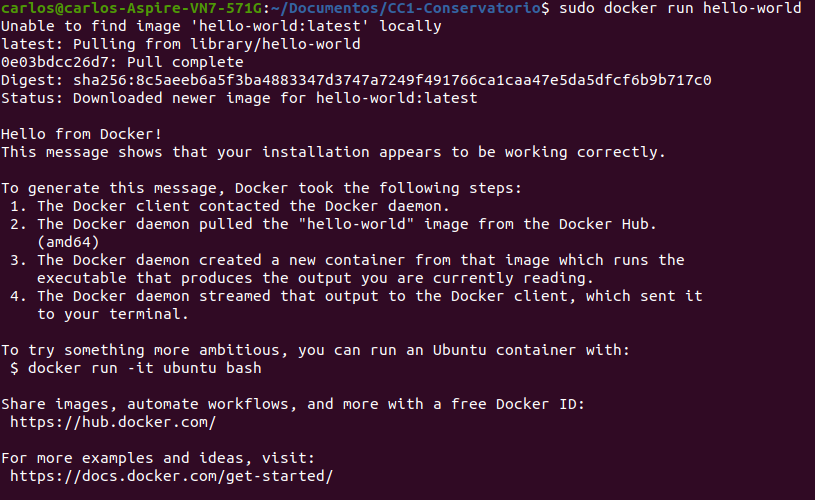 carlos@carlos-Aspire-VN7-571G:~/Documentos/CC1-Conservatorio$ sudo docker run hello-world
Unable to find image 'hello-world:latest' locally
latest: Pulling from library/hello-world
0e03bdcc26d7: Pull complete
Digest: sha256:8c5aeeb6a5f3ba4883347d3747a7249f491766ca1caa47e5da5dfcf6b9b717c0
Status: Downloaded newer image for hello-world:latest

Hello from Docker!
This message shows that your installation appears to be working correctly.

To generate this message, Docker took the following steps:
 1. The Docker client contacted the Docker daemon.
 2. The Docker daemon pulled the "hello-world" image from the Docker Hub.
    (amd64)
 3. The Docker daemon created a new container from that image which runs the
    executable that produces the output you are currently reading.
 4. The Docker daemon streamed that output to the Docker client, which sent it
    to your terminal.

To try something more ambitious, you can run an Ubuntu container with:
 $ docker run -it ubuntu bash

Share images, automate workflows, and more with a free Docker ID:
 https://hub.docker.com/

For more examples and ideas, visit:
 https://docs.docker.com/get-started/